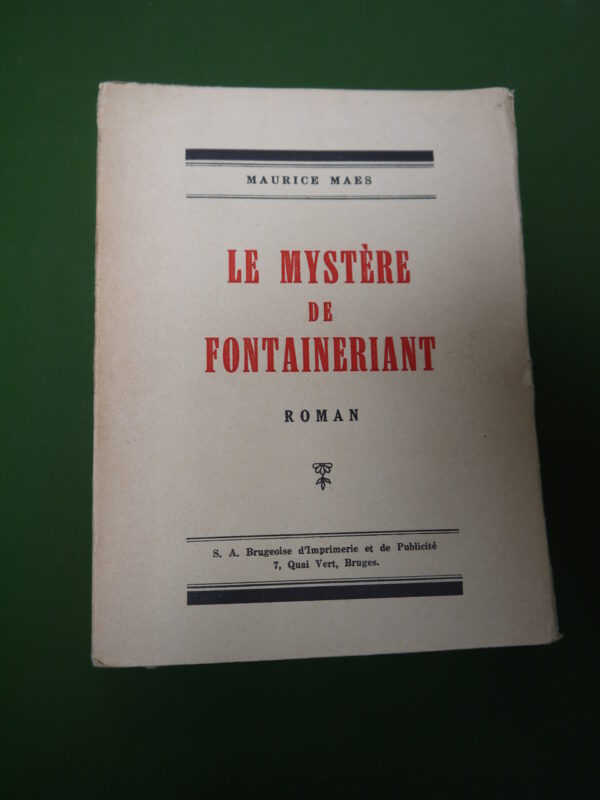 MAURICE MAES
LE MYSTÈRE
DE
FONTAINERIANT
ROMAN
S. A. Brugeoise d'Imprimerie et de Publicité
7, Quai Vert, Bruges.